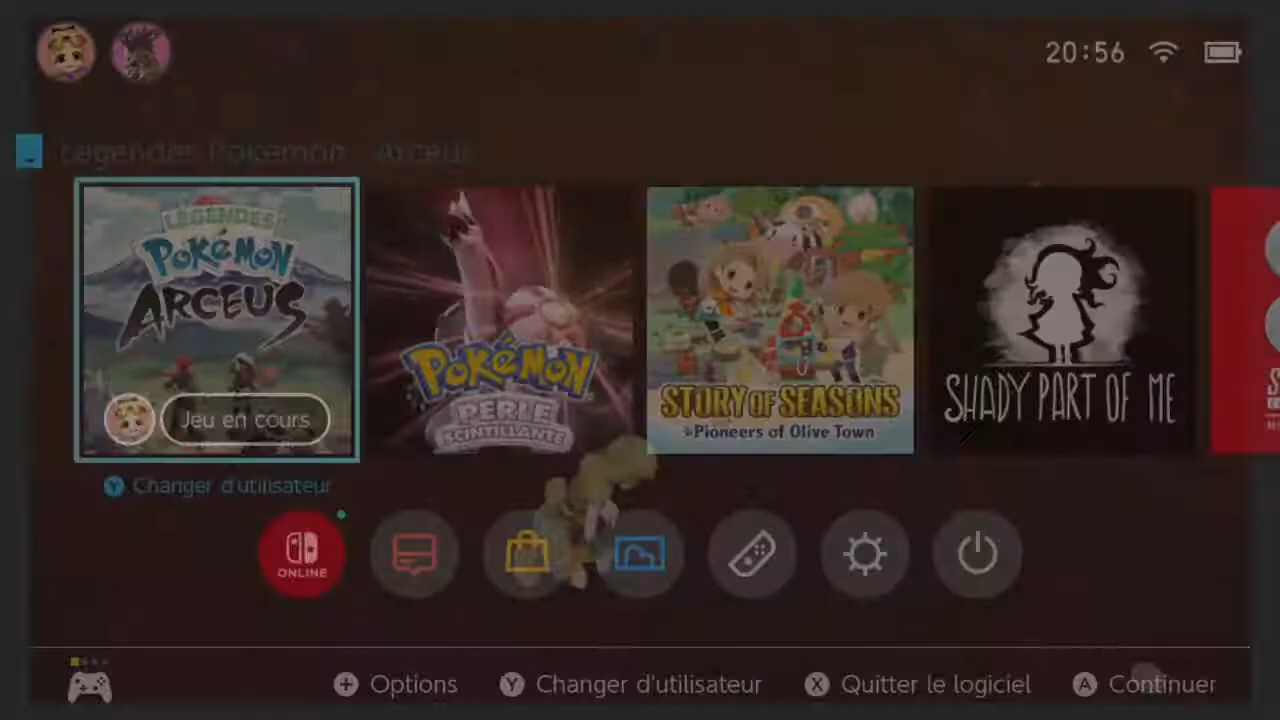 20:56
Légendes Pokémon : Arceus
LÉGENDES
POKéMON
ARCEUS
Jeu en cours
POKéMON
PERLE
SCINTILLANTE
STORY OF SEASONS
Pioneers of Olive Town
SHADY PART OF ME
Y Changer d'utilisateur
ONLINE
+ Options
Y Changer d'utilisateur
X Quitter le logiciel
A Continuer